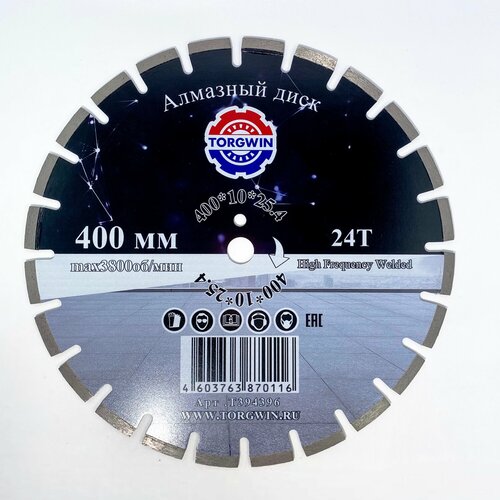 Алмазный диск
TORGWIN
400*10*25.4
400 мм
24T
max3800об/мин
High Frequency Welded
400*10*25.4
EAC
4 603763 870116
Арт .T394396
WWW.TORGWIN.RU